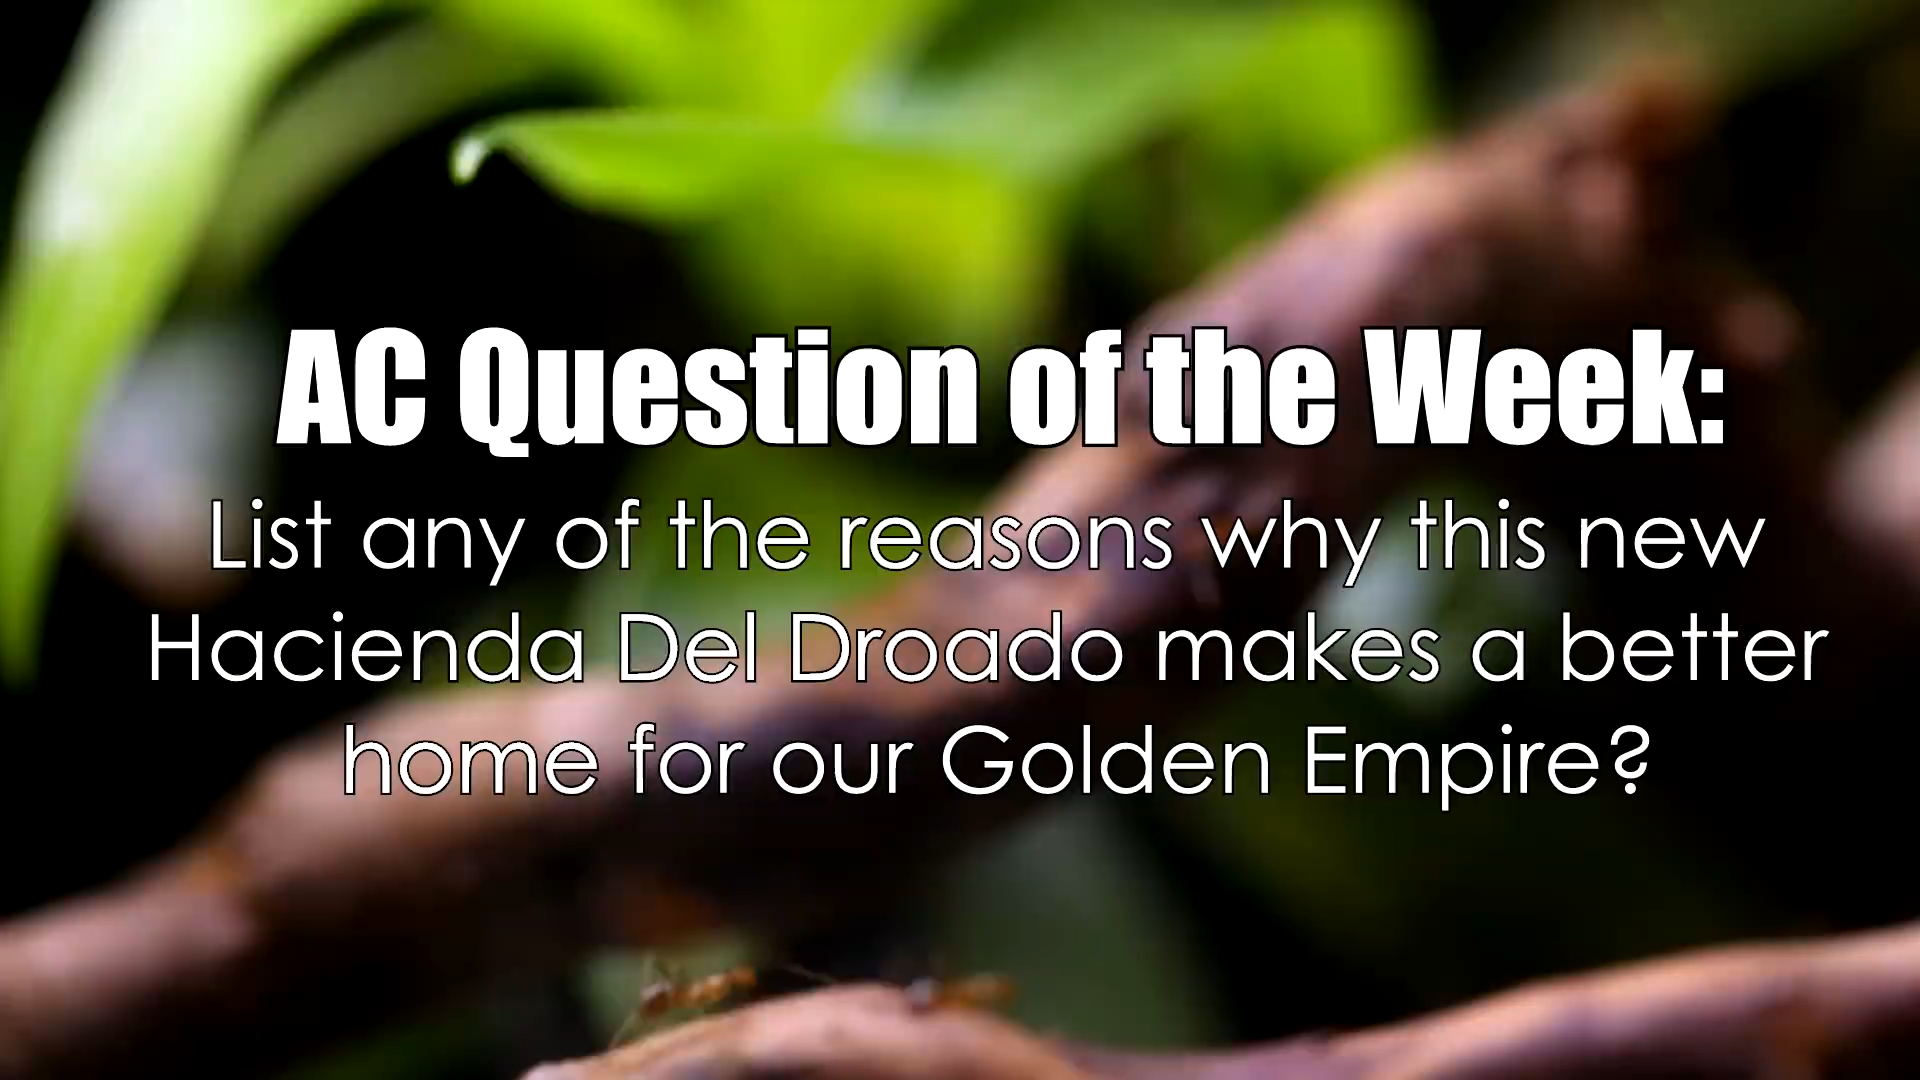 AC Question of the Week:
List any of the reasons why this new
Hacienda Del Droado makes a better
home for our Golden Empire?